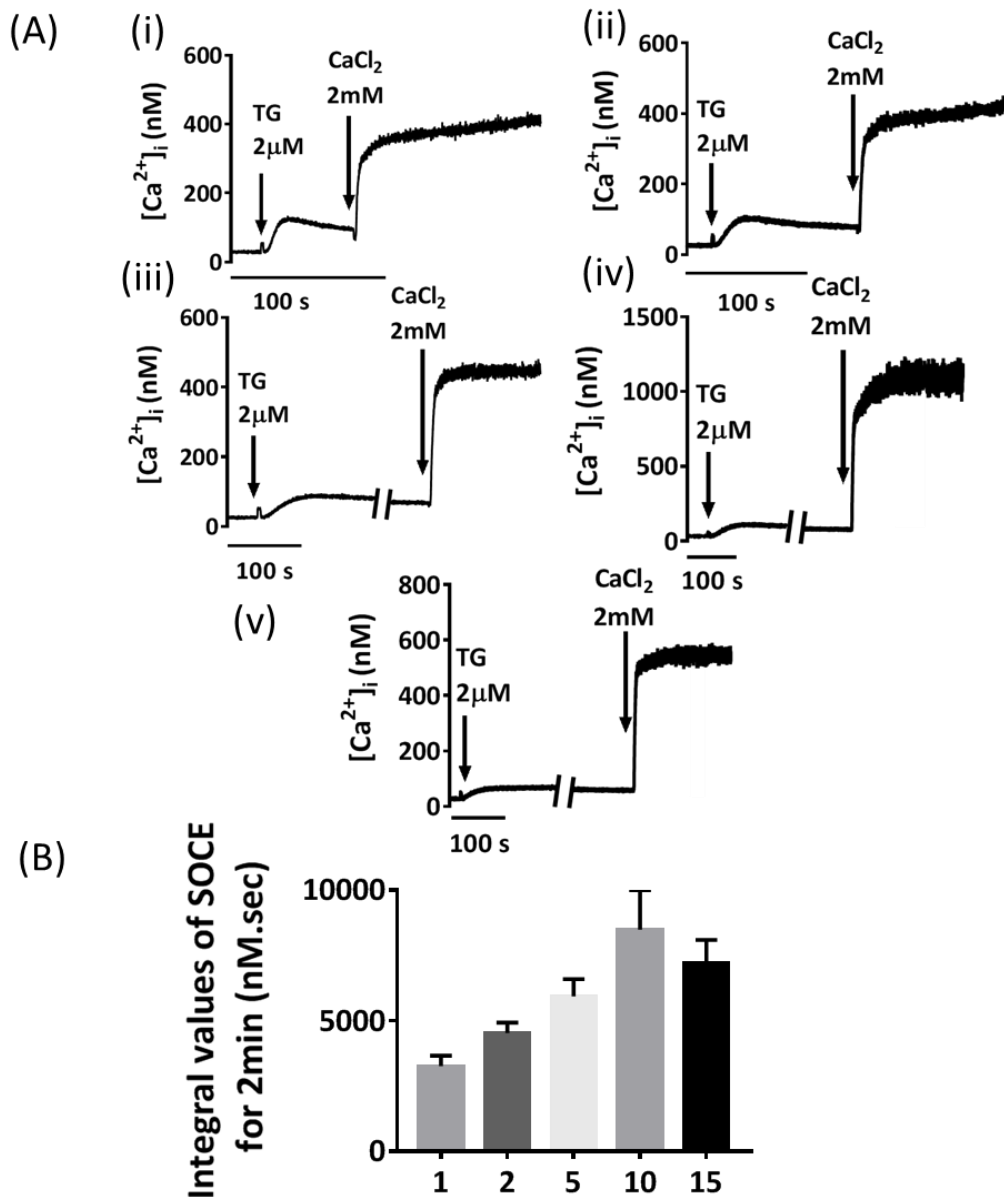 (A)
(i)
600
400
200
0
[Ca²⁺]ᵢ (nM)
TG
2μM
CaCl₂
2mM
100 s
(ii)
600
400
200
0
[Ca²⁺]ᵢ (nM)
TG
2μM
CaCl₂
2mM
100 s
(iii)
600
400
200
0
[Ca²⁺]ᵢ (nM)
TG
2μM
CaCl₂
2mM
100 s
(iv)
1500
1000
500
0
[Ca²⁺]ᵢ (nM)
TG
2μM
CaCl₂
2mM
100 s
(v)
800
600
400
200
0
[Ca²⁺]ᵢ (nM)
TG
2μM
CaCl₂
2mM
100 s
(B)
Integral values of SOCE
for 2min (nM.sec)
10000
5000
0
1 2 5 10 15